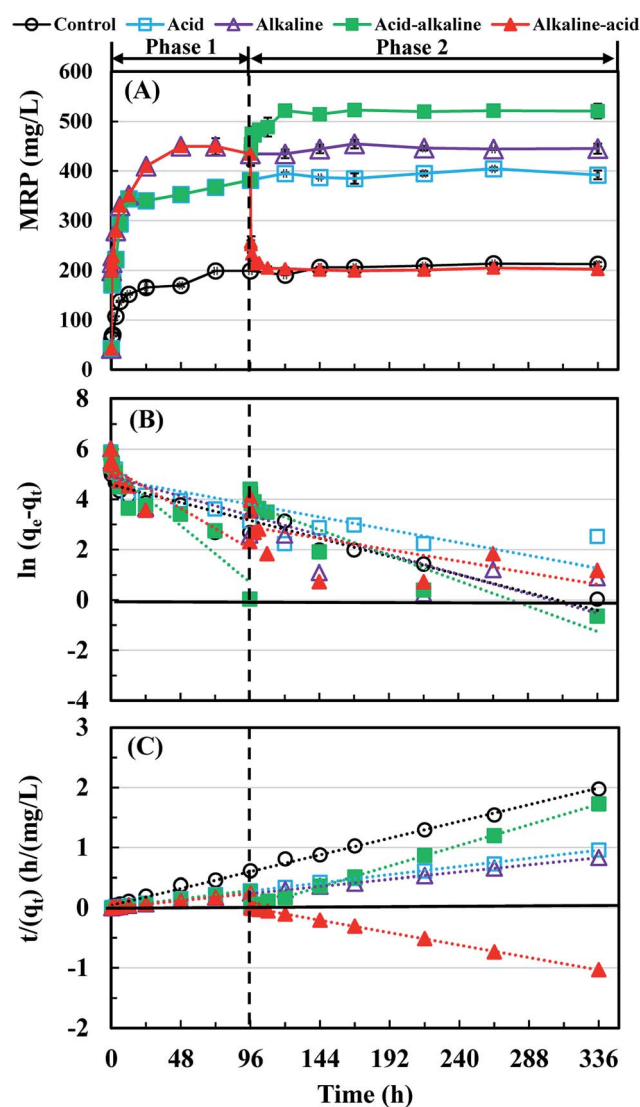 Control Acid Alkaline Acid-alkaline Alkaline-acid
Phase 1 Phase 2
(A)
MRP (mg/L)
600
500
400
300
200
100
0
(B)
ln (qe-qt)
8
6
4
2
0
-2
-4
(C)
t/(qt) (h/(mg/L)
3
2
1
0
-1
-2
0 48 96 144 192 240 288 336
Time (h)